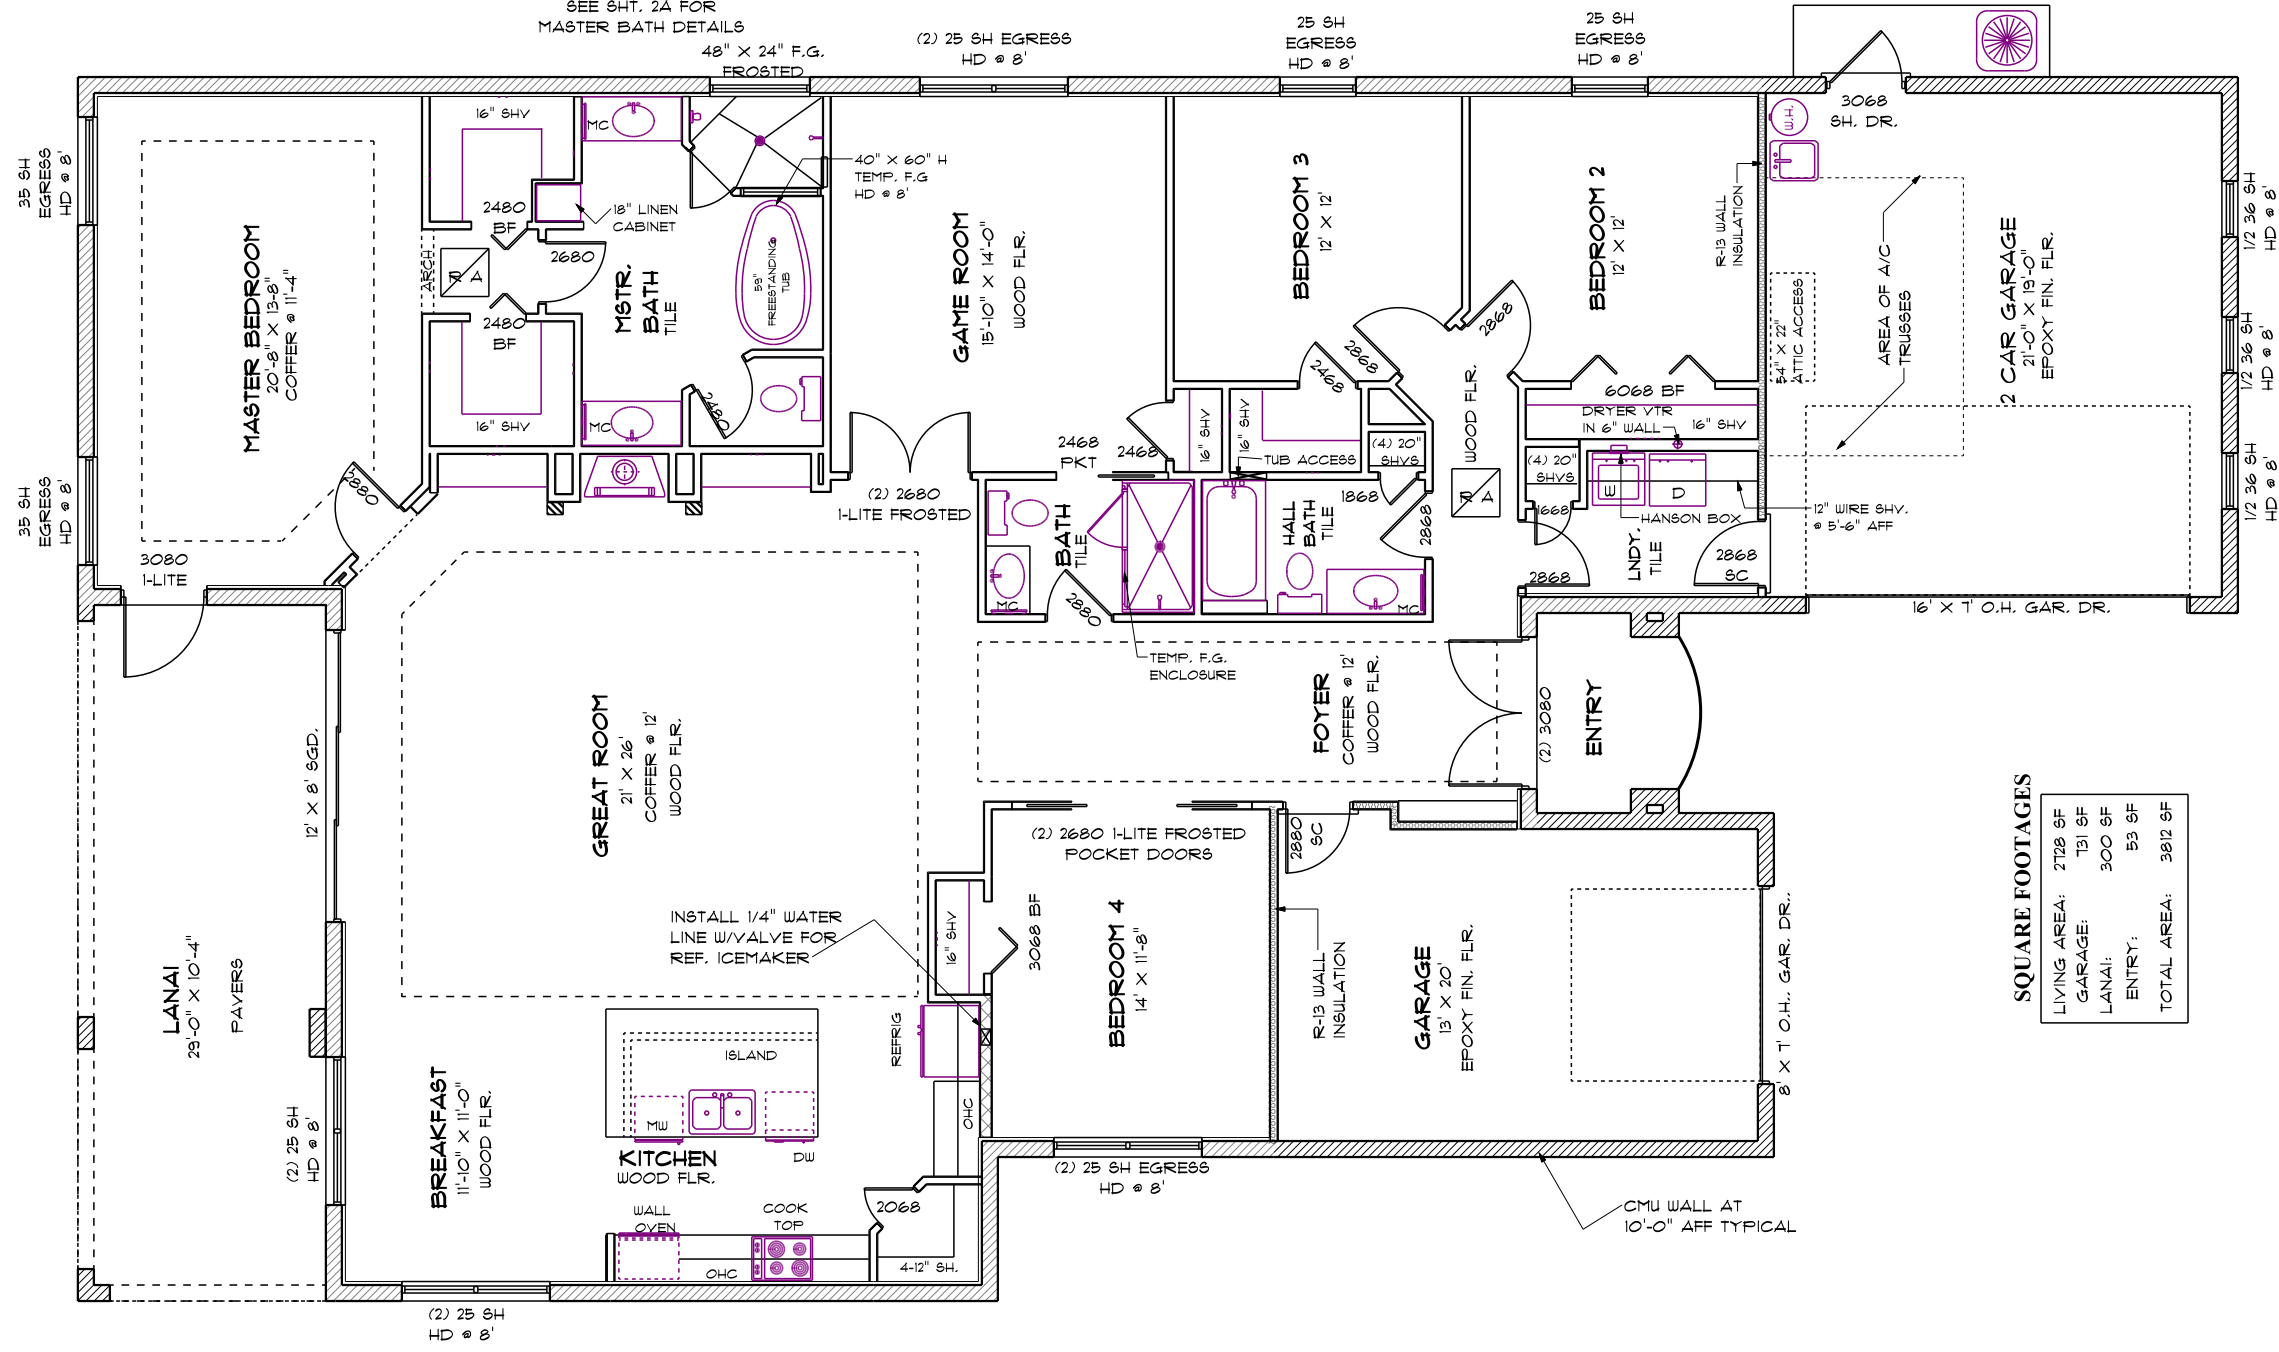 SEE SHT. 2A FOR
MASTER BATH DETAILS
48" X 24" F.G.
FROSTED
(2) 25 SH EGRESS
HD @ 8'
25 SH
EGRESS
HD @ 8'
25 SH
EGRESS
HD @ 8'
3068
SH. DR.
W.H.
35 SH
EGRESS
HD @ 8'
35 SH
EGRESS
HD @ 8'
MASTER BEDROOM
20'-8" X 13-8"
COFFER @ 11'-4"
16" SHV
2480
BF
ARCH
R A
2480
BF
16" SHV
MC
18" LINEN
CABINET
2680
MSTR.
BATH
TILE
MC
40" X 60" H
TEMP. F.G
HD @ 8'
59"
FREESTANDING
TUB
2480
2880
3080
1-LITE
GAME ROOM
15'-10" X 14'-0"
WOOD FLR.
(2) 2680
1-LITE FROSTED
2468
PKT
2468
BEDROOM 3
12' X 12'
2868
2468
16" SHV
16" SHV
TUB ACCESS
(4) 20"
SHVS
1868
BEDROOM 2
12' X 12'
2868
WOOD FLR.
R A
6068 BF
DRYER VTR
IN 6" WALL
16" SHV
(4) 20"
SHVS
W
D
1668
HANSON BOX
12" WIRE SHV.
@ 5'-6" AFF
LNDY.
TILE
2868
2868
SC
R-13 WALL
INSULATION
54" X 22"
ATTIC ACCESS
AREA OF A/C
TRUSSES
2 CAR GARAGE
21'-0" X 19'-0"
EPOXY FIN. FLR.
1/2 36 SH
HD @ 8'
1/2 36 SH
HD @ 8'
1/2 36 SH
HD @ 8'
16' X 7' O.H. GAR. DR.
BATH
TILE
MC
2880
HALL
BATH
TILE
MC
2868
TEMP. F.G.
ENCLOSURE
FOYER
COFFER @ 12'
WOOD FLR.
(2) 3080
ENTRY
GREAT ROOM
21' X 26'
COFFER @ 12'
WOOD FLR.
12' X 8' SGD.
LANAI
29'-0" X 10'-4"
PAVERS
(2) 25 SH
HD @ 8'
INSTALL 1/4" WATER
LINE W/VALVE FOR
REF. ICEMAKER
(2) 2680 1-LITE FROSTED
POCKET DOORS
16" SHV
3068 BF
BEDROOM 4
14' X 11'-8"
2880
SC
R-13 WALL
INSULATION
GARAGE
13' X 20'
EPOXY FIN. FLR.
8' X 7' O.H.. GAR. DR..
SQUARE FOOTAGES
LIVING AREA: 2728 SF
GARAGE: 731 SF
LANAI: 300 SF
ENTRY: 53 SF
TOTAL AREA: 3812 SF
BREAKFAST
11'-10" X 11'-0"
WOOD FLR.
ISLAND
MW
DW
KITCHEN
WOOD FLR.
REFRIG
OHC
WALL
OVEN
COOK
TOP
OHC
2068
4-12" SH.
(2) 25 SH EGRESS
HD @ 8'
CMU WALL AT
10'-0" AFF TYPICAL
(2) 25 SH
HD @ 8'